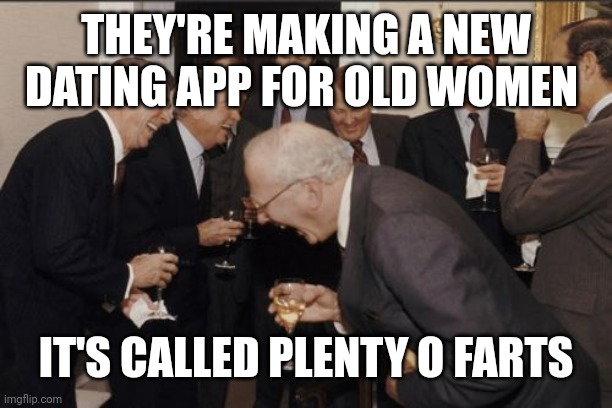 THEY'RE MAKING A NEW
DATING APP FOR OLD WOMEN
IT'S CALLED PLENTY O FARTS
imgflip.com